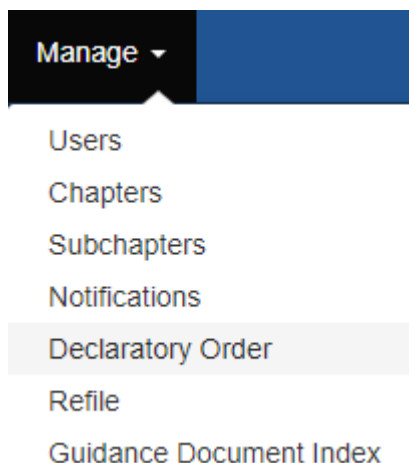 Manage
Users
Chapters
Subchapters
Notifications
Declaratory Order
Refile
Guidance Document Index